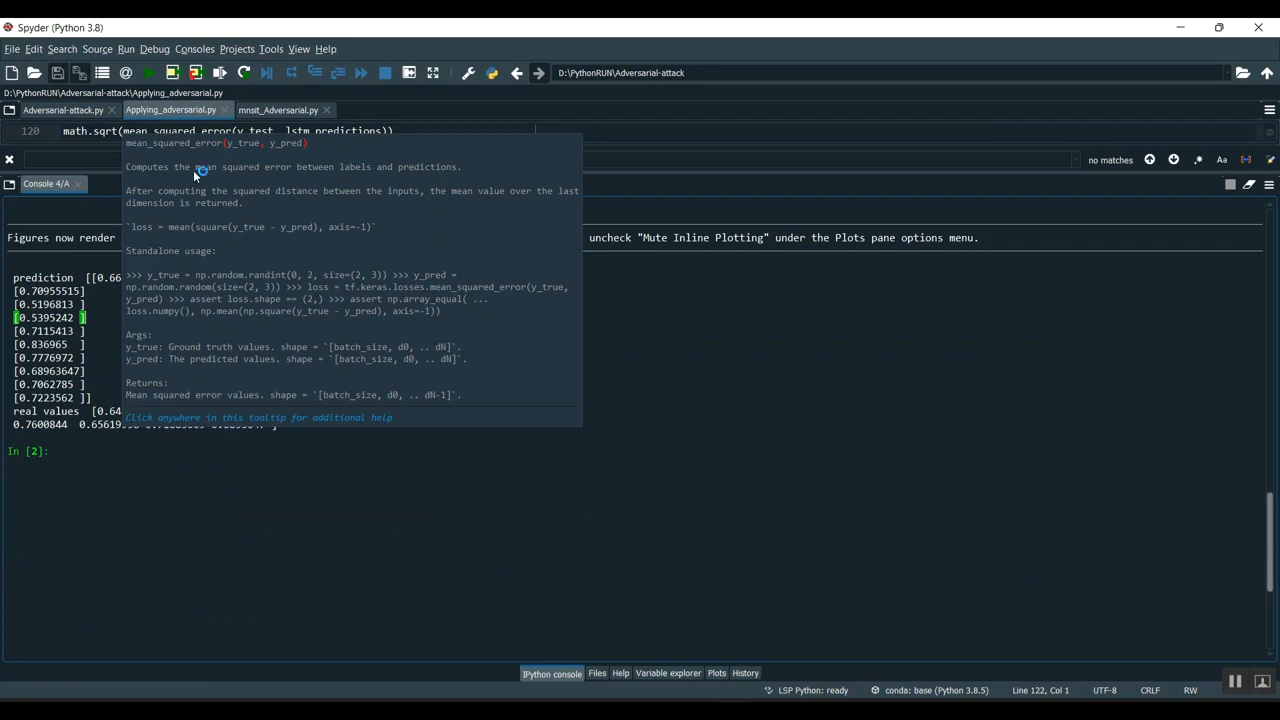 Spyder (Python 3.8)
File Edit Search Source Run Debug Consoles Projects Tools View Help
D:\PythonRUN\Adversarial-attack
D:\PythonRUN\Adversarial-attack\Applying_adversarial.py
Adversarial-attack.py Applying_adversarial.py mnsit_Adversarial.py
120 math.sqrt(mean_squared_error(y_test, lstm_predictions))
mean_squared_error(y_true, y_pred)
no matches Aa
Computes the mean squared error between labels and predictions.
Console 4/A
After computing the squared distance between the inputs, the mean value over the last
dimension is returned.
`loss = mean(square(y_true - y_pred), axis=-1)`
Figures now render uncheck "Mute Inline Plotting" under the Plots pane options menu.
Standalone usage:
>>> y_true = np.random.randint(0, 2, size=(2, 3)) >>> y_pred =
np.random.random(size=(2, 3)) >>> loss = tf.keras.losses.mean_squared_error(y_true,
y_pred) >>> assert loss.shape == (2,) >>> assert np.array_equal( ...
loss.numpy(), np.mean(np.square(y_true - y_pred), axis=-1))
Args:
y_true: Ground truth values. shape = `[batch_size, d0, .. dN]`.
y_pred: The predicted values. shape = `[batch_size, d0, .. dN]`.
Returns:
Mean squared error values. shape = `[batch_size, d0, .. dN-1]`.
Click anywhere in this tooltip for additional help
prediction [[0.66
[0.70955515]
[0.5196813 ]
[0.5395242 ]
[0.7115413 ]
[0.836965 ]
[0.7776972 ]
[0.68963647]
[0.7062785 ]
[0.7223562 ]]
real values [0.64
0.7600844
In [2]:
IPython console Files Help Variable explorer Plots History
LSP Python: ready conda: base (Python 3.8.5) Line 122, Col 1 UTF-8 CRLF RW